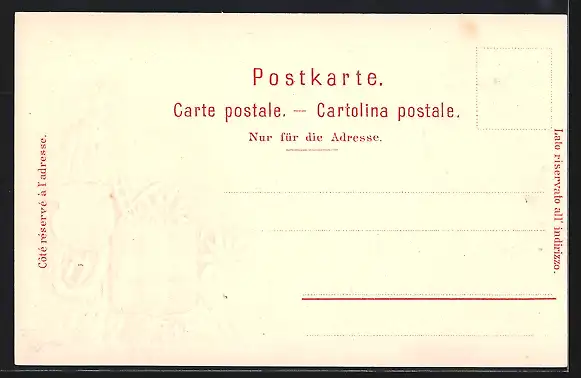 Postkarte.
Carte postale. — Cartolina postale.
Nur für die Adresse.
Côté réservé à l'adresse.
Lato riservato all' indirizzo.